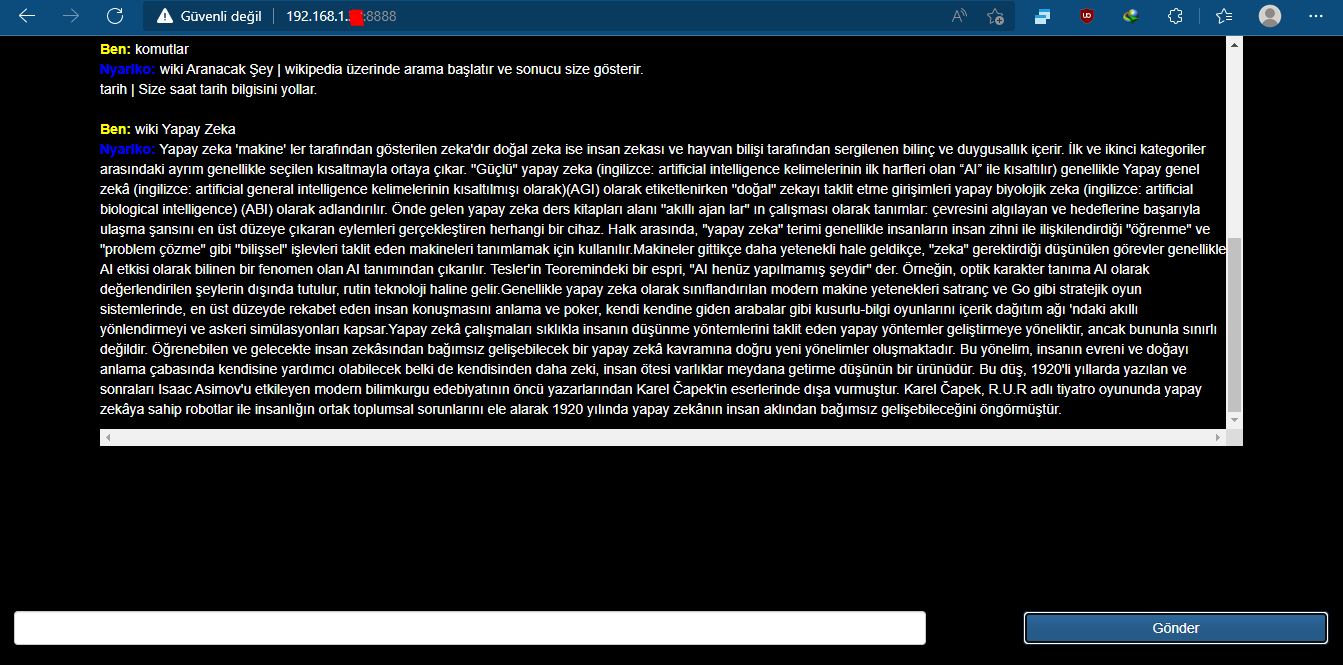 Güvenli değil
192.168.1. :8888
Ben: komutlar
Nyariko: wiki Aranacak Şey | wikipedia üzerinde arama başlatır ve sonucu size gösterir.
tarih | Size saat tarih bilgisini yollar.
Ben: wiki Yapay Zeka
Nyariko: Yapay zeka 'makine' ler tarafından gösterilen zeka'dır doğal zeka ise insan zekası ve hayvan bilişi tarafından sergilenen bilinç ve duygusallık içerir. İlk ve ikinci kategoriler
arasındaki ayrım genellikle seçilen kısaltmayla ortaya çıkar. "Güçlü" yapay zeka (ingilizce: artificial intelligence kelimelerinin ilk harfleri olan “AI” ile kısaltılır) genellikle Yapay genel
zekâ (ingilizce: artificial general intelligence kelimelerinin kısaltılmışı olarak)(AGI) olarak etiketlenirken "doğal" zekayı taklit etme girişimleri yapay biyolojik zeka (ingilizce: artificial
biological intelligence) (ABI) olarak adlandırılır. Önde gelen yapay zeka ders kitapları alanı "akıllı ajan lar" ın çalışması olarak tanımlar: çevresini algılayan ve hedeflerine başarıyla
ulaşma şansını en üst düzeye çıkaran eylemleri gerçekleştiren herhangi bir cihaz. Halk arasında, "yapay zeka" terimi genellikle insanların insan zihni ile ilişkilendirdiği "öğrenme" ve
"problem çözme" gibi "bilişsel" işlevleri taklit eden makineleri tanımlamak için kullanılır.Makineler gittikçe daha yetenekli hale geldikçe, "zeka" gerektirdiği düşünülen görevler genellikle
AI etkisi olarak bilinen bir fenomen olan AI tanımından çıkarılır. Tesler'in Teoremindeki bir espri, "AI henüz yapılmamış şeydir" der. Örneğin, optik karakter tanıma AI olarak
değerlendirilen şeylerin dışında tutulur, rutin teknoloji haline gelir.Genellikle yapay zeka olarak sınıflandırılan modern makine yetenekleri satranç ve Go gibi stratejik oyun
sistemlerinde, en üst düzeyde rekabet eden insan konuşmasını anlama ve poker, kendi kendine giden arabalar gibi kusurlu-bilgi oyunlarını içerik dağıtım ağı 'ndaki akıllı
yönlendirmeyi ve askeri simülasyonları kapsar.Yapay zekâ çalışmaları sıklıkla insanın düşünme yöntemlerini taklit eden yapay yöntemler geliştirmeye yöneliktir, ancak bununla sınırlı
değildir. Öğrenebilen ve gelecekte insan zekâsından bağımsız gelişebilecek bir yapay zekâ kavramına doğru yeni yönelimler oluşmaktadır. Bu yönelim, insanın evreni ve doğayı
anlama çabasında kendisine yardımcı olabilecek belki de kendisinden daha zeki, insan ötesi varlıklar meydana getirme düşünün bir ürünüdür. Bu düş, 1920'li yıllarda yazılan ve
sonraları Isaac Asimov'u etkileyen modern bilimkurgu edebiyatının öncü yazarlarından Karel Čapek'in eserlerinde dışa vurmuştur. Karel Čapek, R.U.R adlı tiyatro oyununda yapay
zekâya sahip robotlar ile insanlığın ortak toplumsal sorunlarını ele alarak 1920 yılında yapay zekânın insan aklından bağımsız gelişebileceğini öngörmüştür.
Gönder